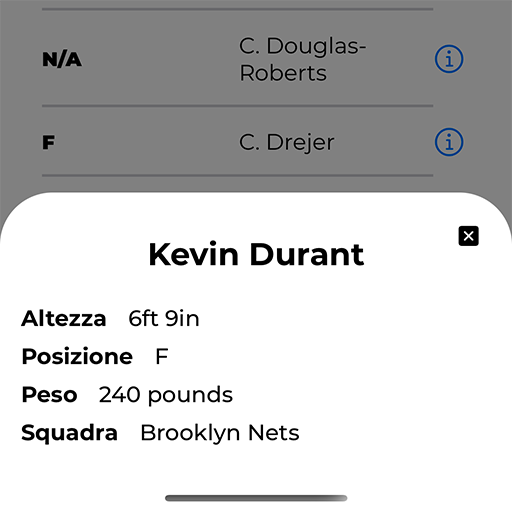 N/A
C. Douglas-
Roberts
F
C. Drejer
Kevin Durant
Altezza 6ft 9in
Posizione F
Peso 240 pounds
Squadra Brooklyn Nets